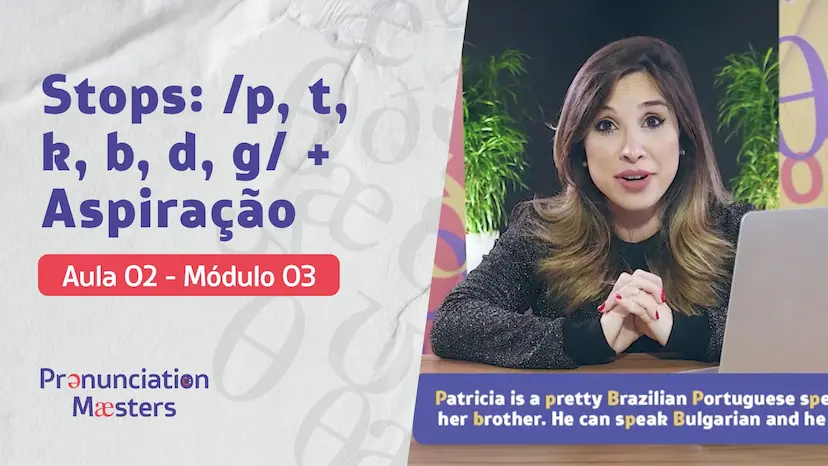 Stops: /p, t,
k, b, d, g/ +
Aspiração
Aula 02 - Módulo 03
Prənunciation
Mæsters
Patricia is a pretty Brazilian Portuguese spe
her brother. He can speak Bulgarian and he